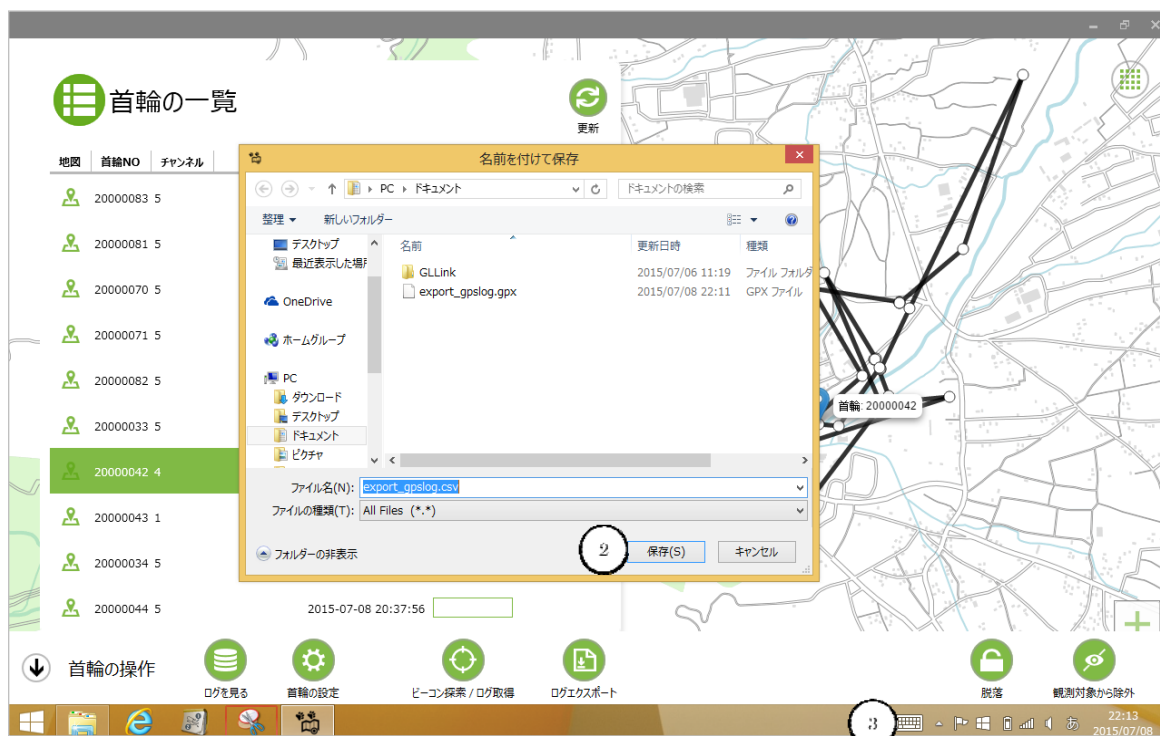 首輪の一覧
更新
地図 首輪NO チャンネル
20000083 5
20000081 5
20000070 5
20000071 5
20000082 5
20000033 5
20000042 4
20000043 1
20000034 5
20000044 5 2015-07-08 20:37:56
名前を付けて保存
PC ドキュメント
ドキュメントの検索
整理 新しいフォルダー
デスクトップ
最近表示した場所
OneDrive
ホームグループ
PC
ダウンロード
デスクトップ
ドキュメント
ピクチャ
名前 更新日時 種類
GLLink 2015/07/06 11:19 ファイル フォルダ
export_gpslog.gpx 2015/07/08 22:11 GPX ファイル
ファイル名(N): export_gpslog.csv
ファイルの種類(T): All Files (*.*)
フォルダーの非表示
2
保存(S)
キャンセル
首輪: 20000042
首輪の操作
ログを見る
首輪の設定
ビーコン探索 / ログ取得
ログエクスポート
脱落
観測対象から除外
3
あ
22:13
2015/07/08